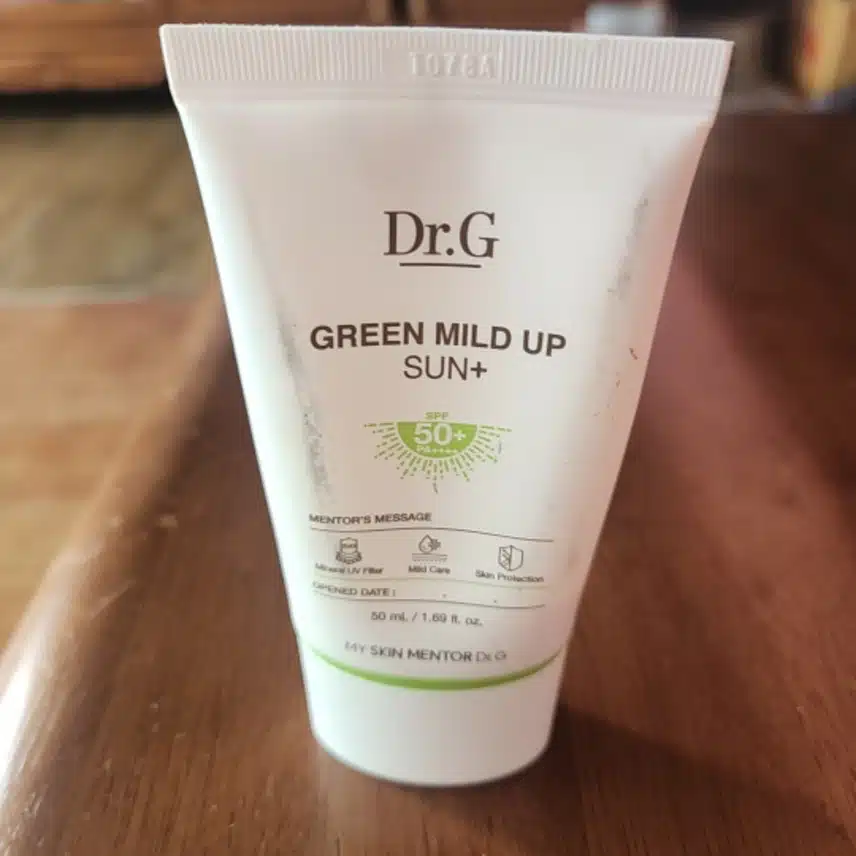 Dr.G
GREEN MILD UP
SUN+
SPF
50+
PA++++
MENTOR'S MESSAGE
Mineral UV Filter
Mild Care
Skin Protection
OPENED DATE :
50 mL / 1.69 fl. oz.
MY SKIN MENTOR Dr.G